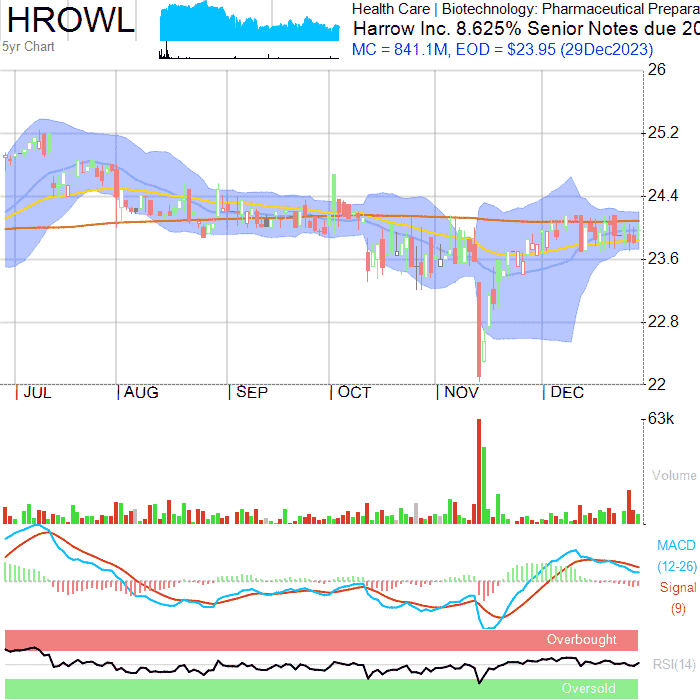 HROWL
5yr Chart
Health Care | Biotechnology: Pharmaceutical Prepara
Harrow Inc. 8.625% Senior Notes due 20
MC = 841.1M, EOD = $23.95 (29Dec2023)
26
25.2
24.4
23.6
22.8
22
JUL AUG SEP OCT NOV DEC
63k
Volume
MACD
(12-26)
Signal
(9)
Overbought
RSI(14)
Oversold